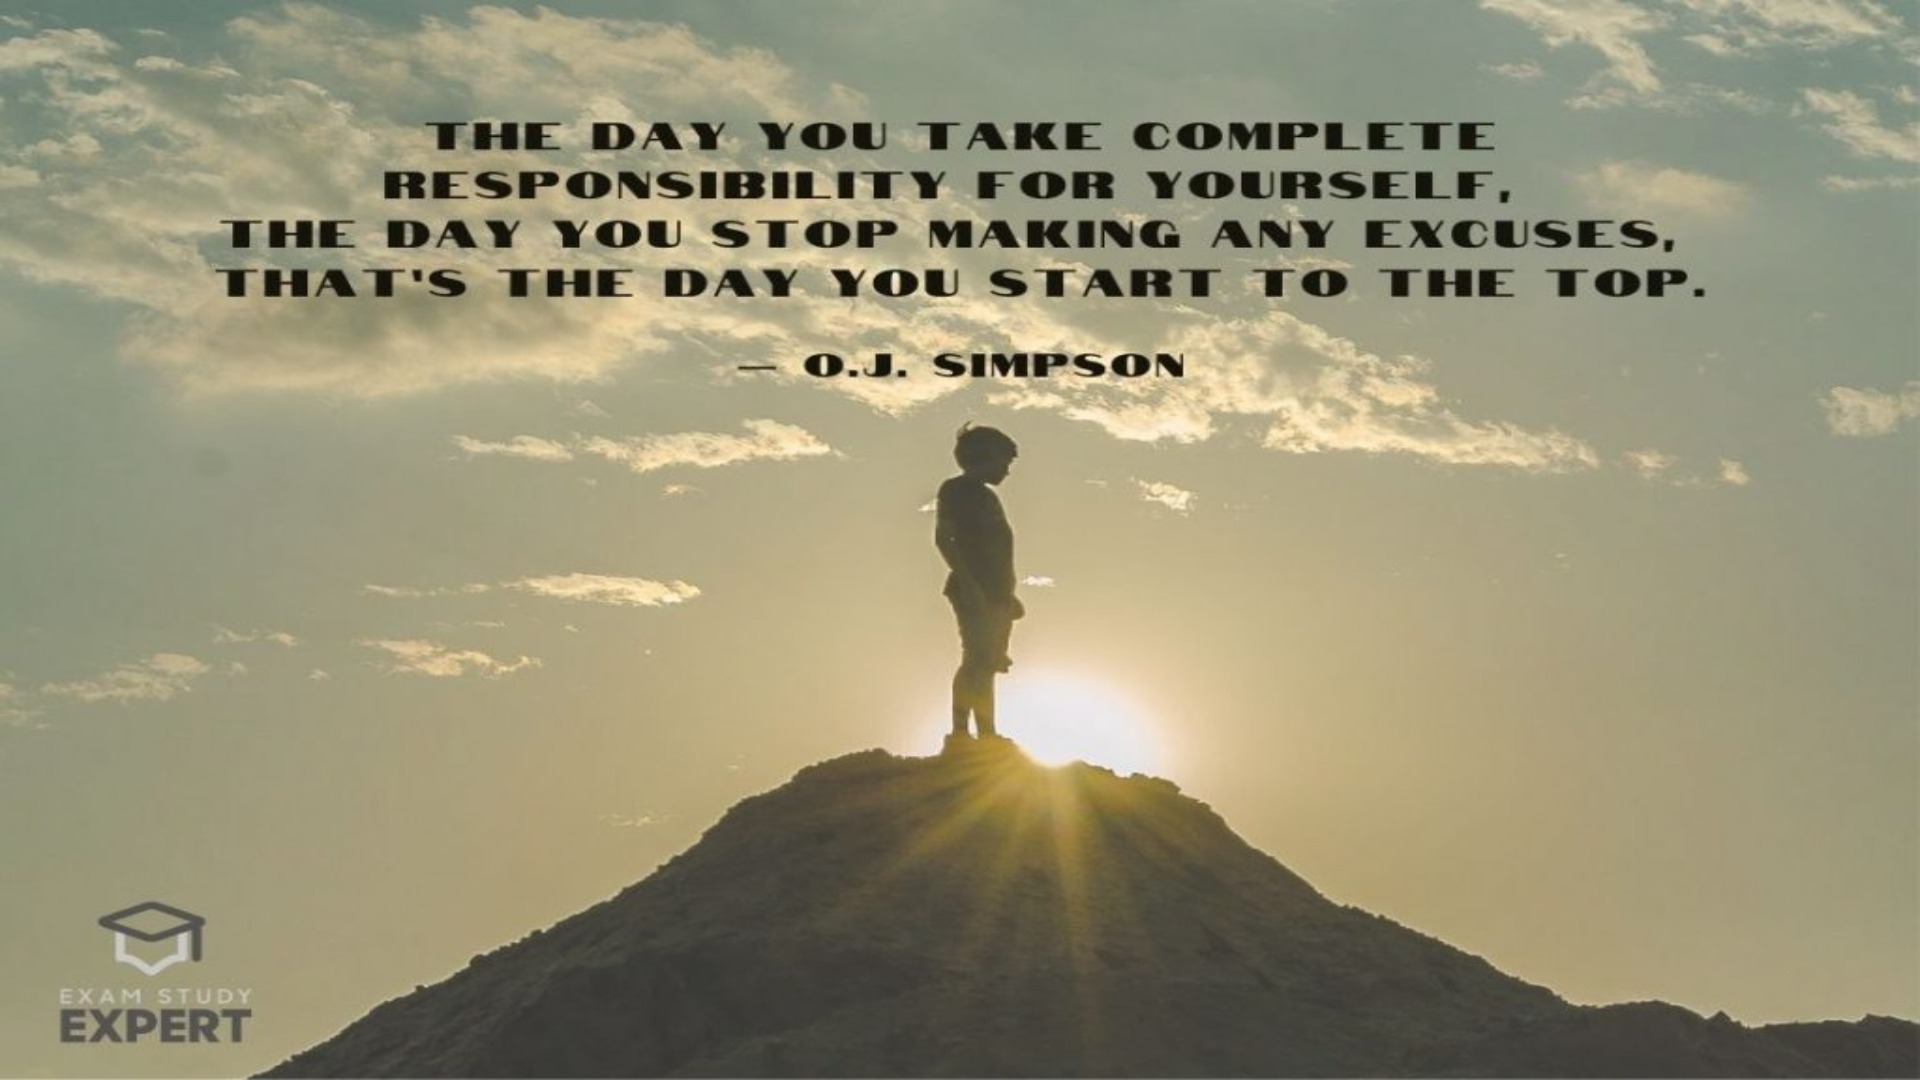 THE DAY YOU TAKE COMPLETE
RESPONSIBILITY FOR YOURSELF,
THE DAY YOU STOP MAKING ANY EXCUSES,
THAT'S THE DAY YOU START TO THE TOP.
— O.J. SIMPSON
EXAM STUDY
EXPERT